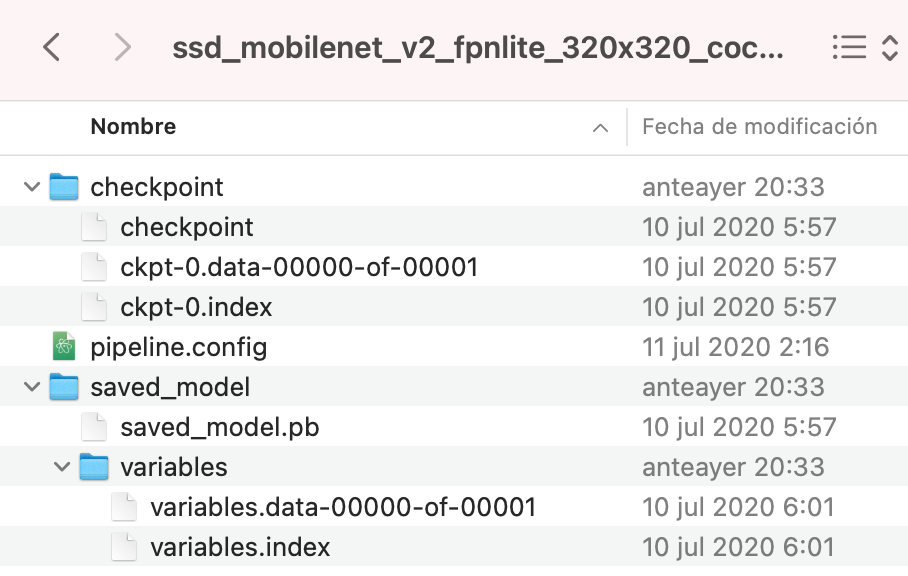 ssd_mobilenet_v2_fpnlite_320x320_coc...
Nombre Fecha de modificación
checkpoint anteayer 20:33
checkpoint 10 jul 2020 5:57
ckpt-0.data-00000-of-00001 10 jul 2020 5:57
ckpt-0.index 10 jul 2020 5:57
pipeline.config 11 jul 2020 2:16
saved_model anteayer 20:33
saved_model.pb 10 jul 2020 5:57
variables anteayer 20:33
variables.data-00000-of-00001 10 jul 2020 6:01
variables.index 10 jul 2020 6:01